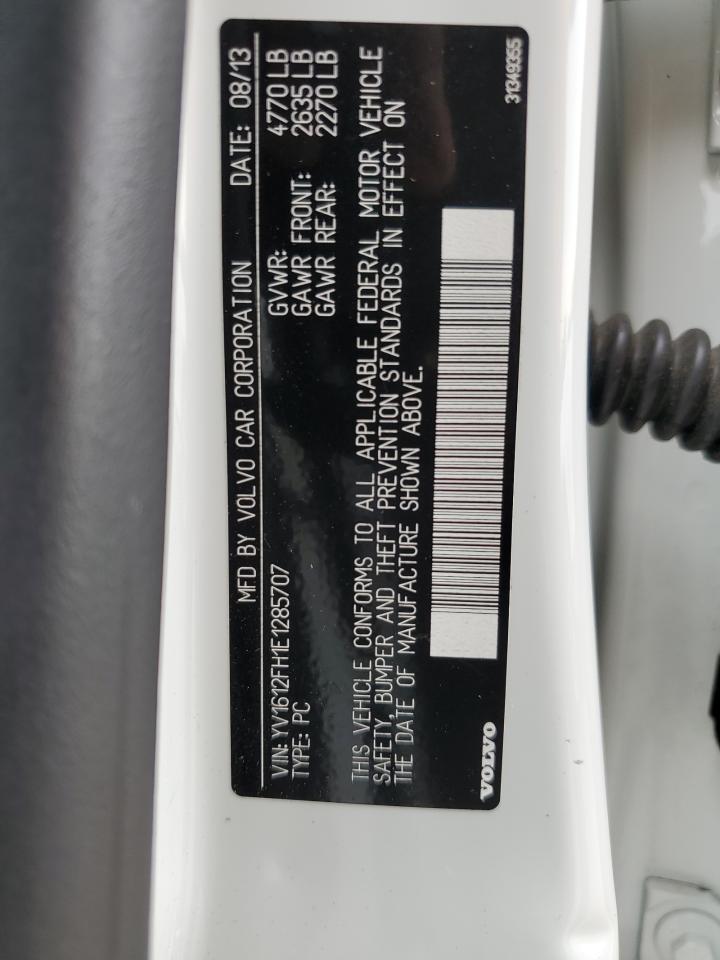 MFD BY VOLVO CAR CORPORATION DATE: 08/13
VIN: YV1612FH1E1285707 GVWR: 4770 LB
TYPE: PC GAWR FRONT: 2635 LB
GAWR REAR: 2270 LB
THIS VEHICLE CONFORMS TO ALL APPLICABLE FEDERAL MOTOR VEHICLE
SAFETY, BUMPER AND THEFT PREVENTION STANDARDS IN EFFECT ON
THE DATE OF MANUFACTURE SHOWN ABOVE.
VOLVO 31349355